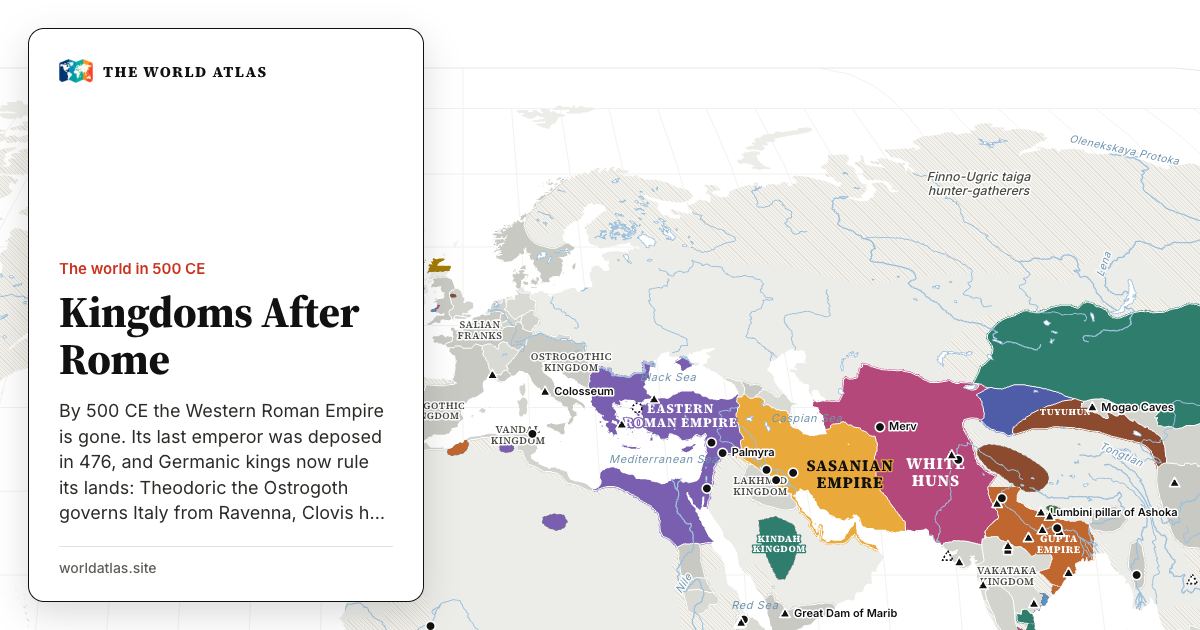 THE WORLD ATLAS
The world in 500 CE
Kingdoms After
Rome
By 500 CE the Western Roman Empire
is gone. Its last emperor was deposed
in 476, and Germanic kings now rule
its lands: Theodoric the Ostrogoth
governs Italy from Ravenna, Clovis h...
worldatlas.site
Olenekskaya Protoka
Finno-Ugric taiga
hunter-gatherers
Lena
SALIAN
FRANKS
OSTROGOTHIC
KINGDOM
Colosseum
Black Sea
GOTHIC
NGDOM
VANDAL
KINGDOM
EASTERN
ROMAN EMPIRE
Caspian Sea
TUYUHUN
Mogao Caves
Merv
Palmyra
Mediterranean S
Tongtian
LAKHMID
KINGDOM
SASANIAN
EMPIRE
WHITE
HUNS
Lumbini pillar of Ashoka
KINDAH
KINGDOM
GUPTA
EMPIRE
VAKATAKA
KINGDOM
Nile
Red Sea
Great Dam of Marib